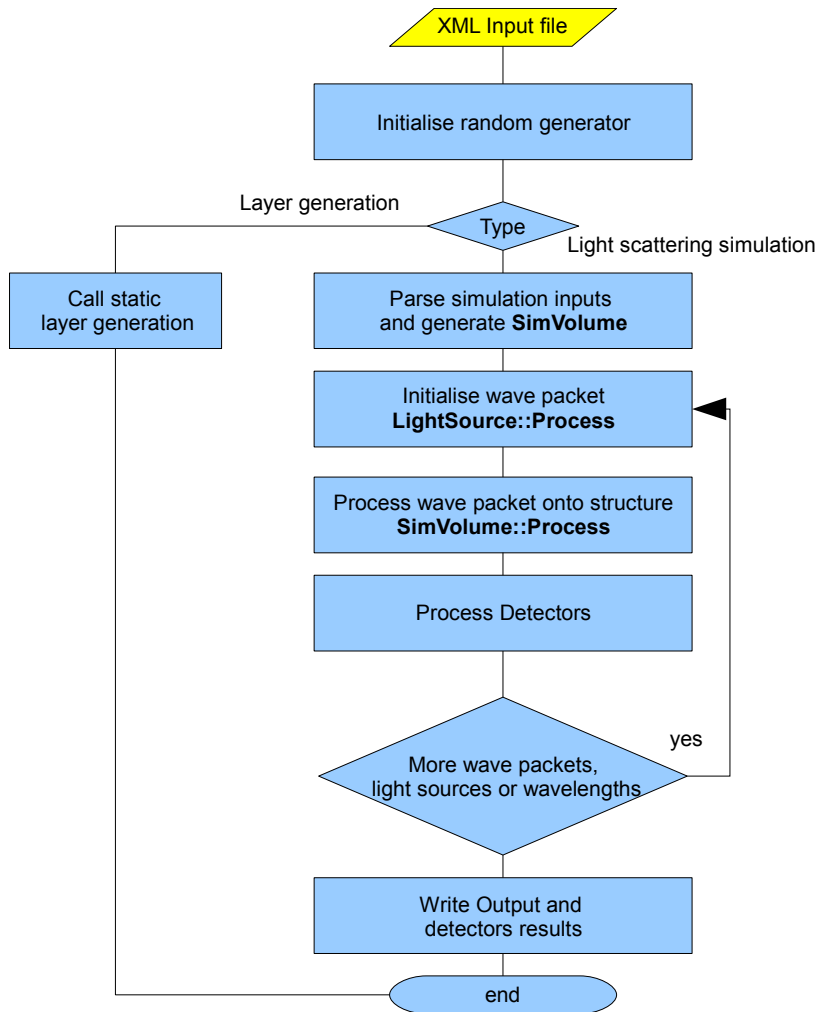 XML Input file
Initialise random generator
Layer generation
Type
Light scattering simulation
Call static
layer generation
Parse simulation inputs
and generate SimVolume
Initialise wave packet
LightSource::Process
Process wave packet onto structure
SimVolume::Process
Process Detectors
yes
More wave packets,
light sources or wavelengths
Write Output and
detectors results
end